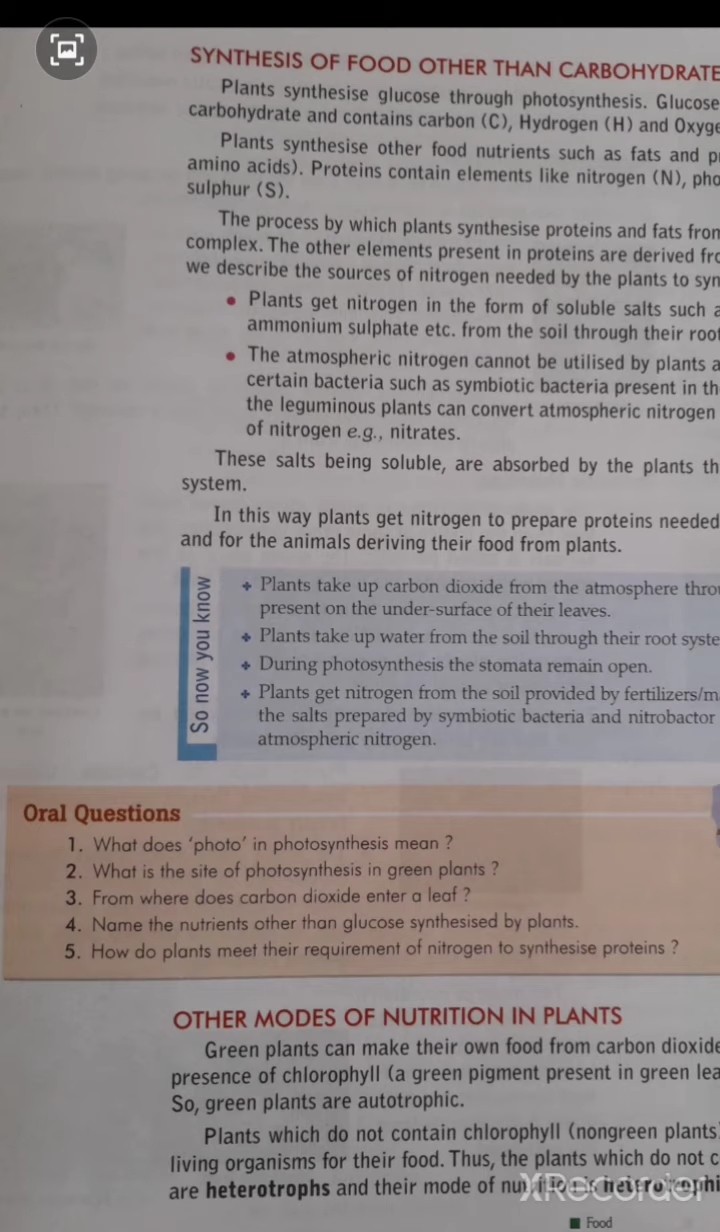 SYNTHESIS OF FOOD OTHER THAN CARBOHYDRATE
Plants synthesise glucose through photosynthesis. Glucose
carbohydrate and contains carbon (C), Hydrogen (H) and
Plants synthesise other food nutrients such as fats and
amino acids). Proteins contain elements like nitrogen (N),
sulphur (S).
The process by which plants synthesise proteins and fats
complex. The other elements present in proteins are derived
we describe the sources of nitrogen needed by the plants to
• Plants get nitrogen in the form of soluble salts such
ammonium sulphate etc. from the soil through their
• The atmospheric nitrogen cannot be utilised by plants
certain bacteria such as symbiotic bacteria present in
the leguminous plants can convert atmospheric nitrogen
of nitrogen e.g., nitrates.
These salts being soluble, are absorbed by the plants
system.
In this way plants get nitrogen to prepare proteins needed
and for the animals deriving their food from plants.
So now you know
Plants take up carbon dioxide from the atmosphere
present on the under-surface of their leaves.
Plants take up water from the soil through their root
During photosynthesis the stomata remain open.
Plants get nitrogen from the soil provided by fertilizers/
the salts prepared by symbiotic bacteria and nitrobactor
atmospheric nitrogen.
Oral Questions
1. What does 'photo' in photosynthesis mean ?
2. What is the site of photosynthesis in green plants ?
3. From where does carbon dioxide enter a leaf ?
4. Name the nutrients other than glucose synthesised by plants.
5. How do plants meet their requirement of nitrogen to synthesise proteins ?
OTHER MODES OF NUTRITION IN PLANTS
Green plants can make their own food from carbon dioxide
presence of chlorophyll (a green pigment present in green
So, green plants are autotrophic.
Plants which do not contain chlorophyll (nongreen plants)
living organisms for their food. Thus, the plants which do not
are heterotrophs and their mode of
XRecorder
Food